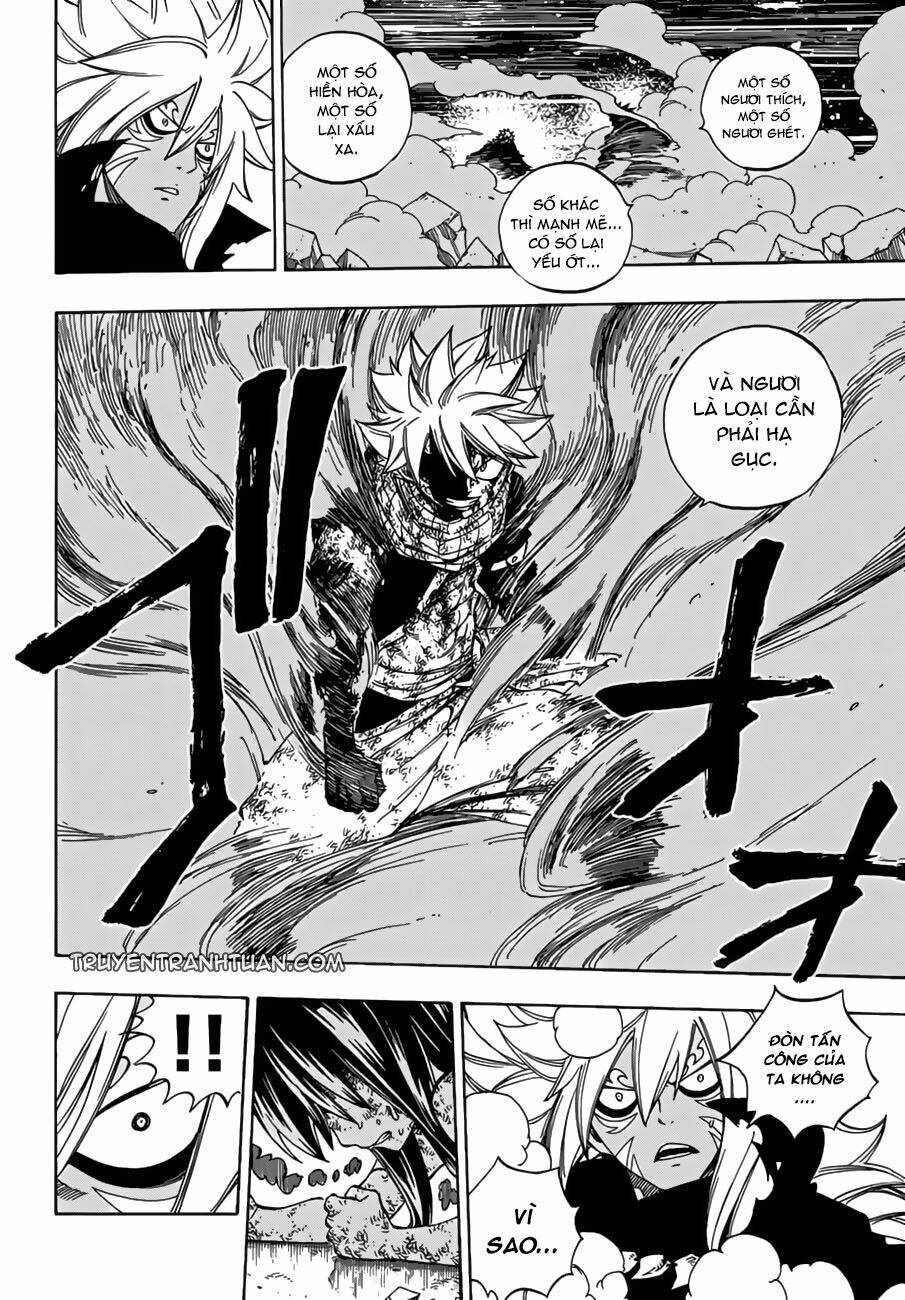 MỘT SỐ
NGƯỜI THÍCH,
MỘT SỐ
NGƯỜI GHÉT.
MỘT SỐ
HIỀN HÒA,
MỘT SỐ
LẠI XẤU
XA.
SỐ KHÁC
THÌ MẠNH MẼ...
CÓ SỐ LẠI
YẾU ỚT...
VÀ NGƯƠI
LÀ LOẠI CẦN
PHẢI HẠ
GỤC.
TRUYENTRANHTUAN.COM
ĐÒN TẤN
CÔNG CỦA
TA KHÔNG
....
VÌ
SAO...
!!